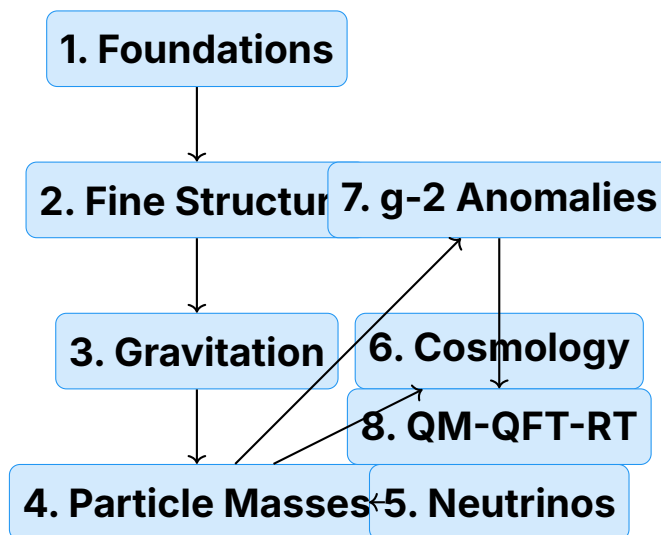 1. Foundations
2. Fine Structur
7. g-2 Anomalies
3. Gravitation
6. Cosmology
8. QM-QFT-RT
4. Particle Masses
5. Neutrinos